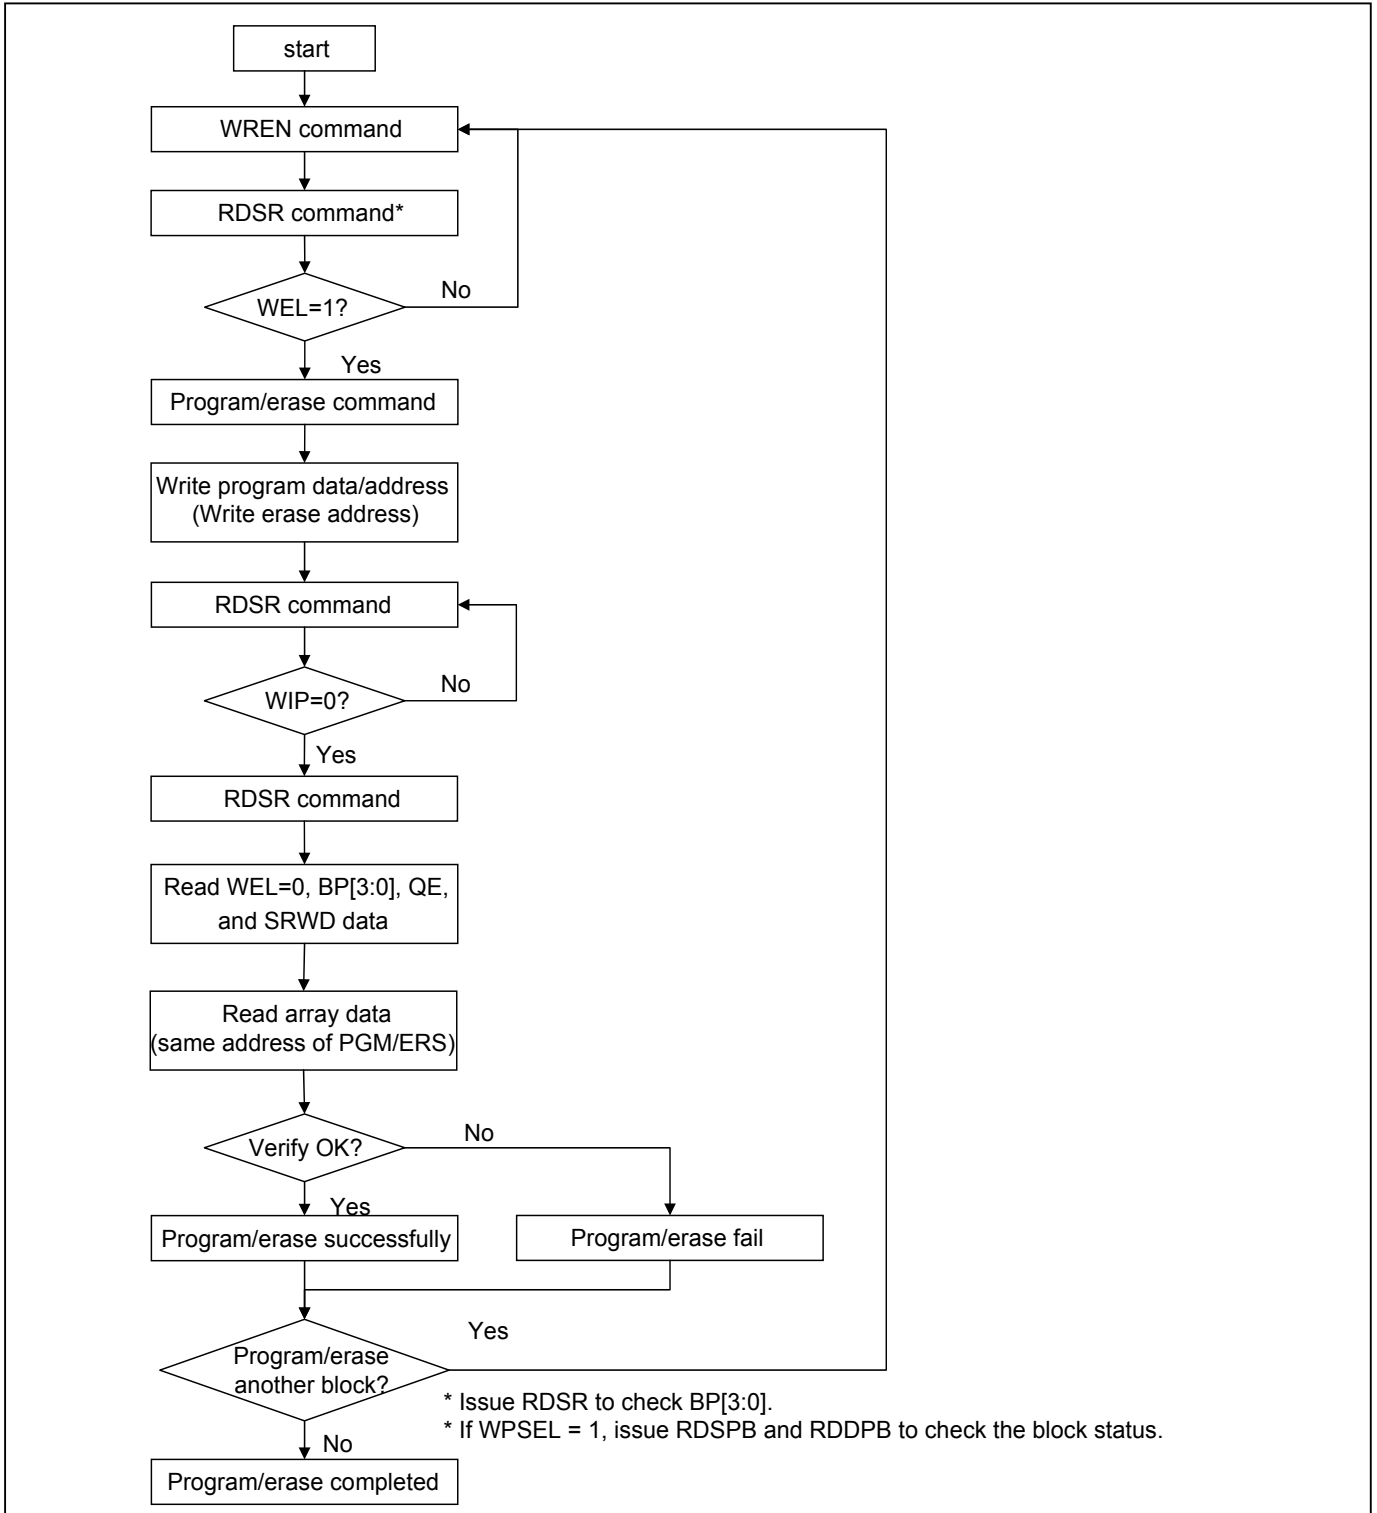 start
WREN command
RDSR command*
WEL=1?
No
Yes
Program/erase command
Write program data/address
(Write erase address)
RDSR command
WIP=0?
No
Yes
RDSR command
Read WEL=0, BP[3:0], QE,
and SRWD data
Read array data
(same address of PGM/ERS)
Verify OK?
No
Yes
Program/erase successfully
Program/erase fail
Yes
Program/erase
another block?
* Issue RDSR to check BP[3:0].
* If WPSEL = 1, issue RDSPB and RDDPB to check the block status.
No
Program/erase completed